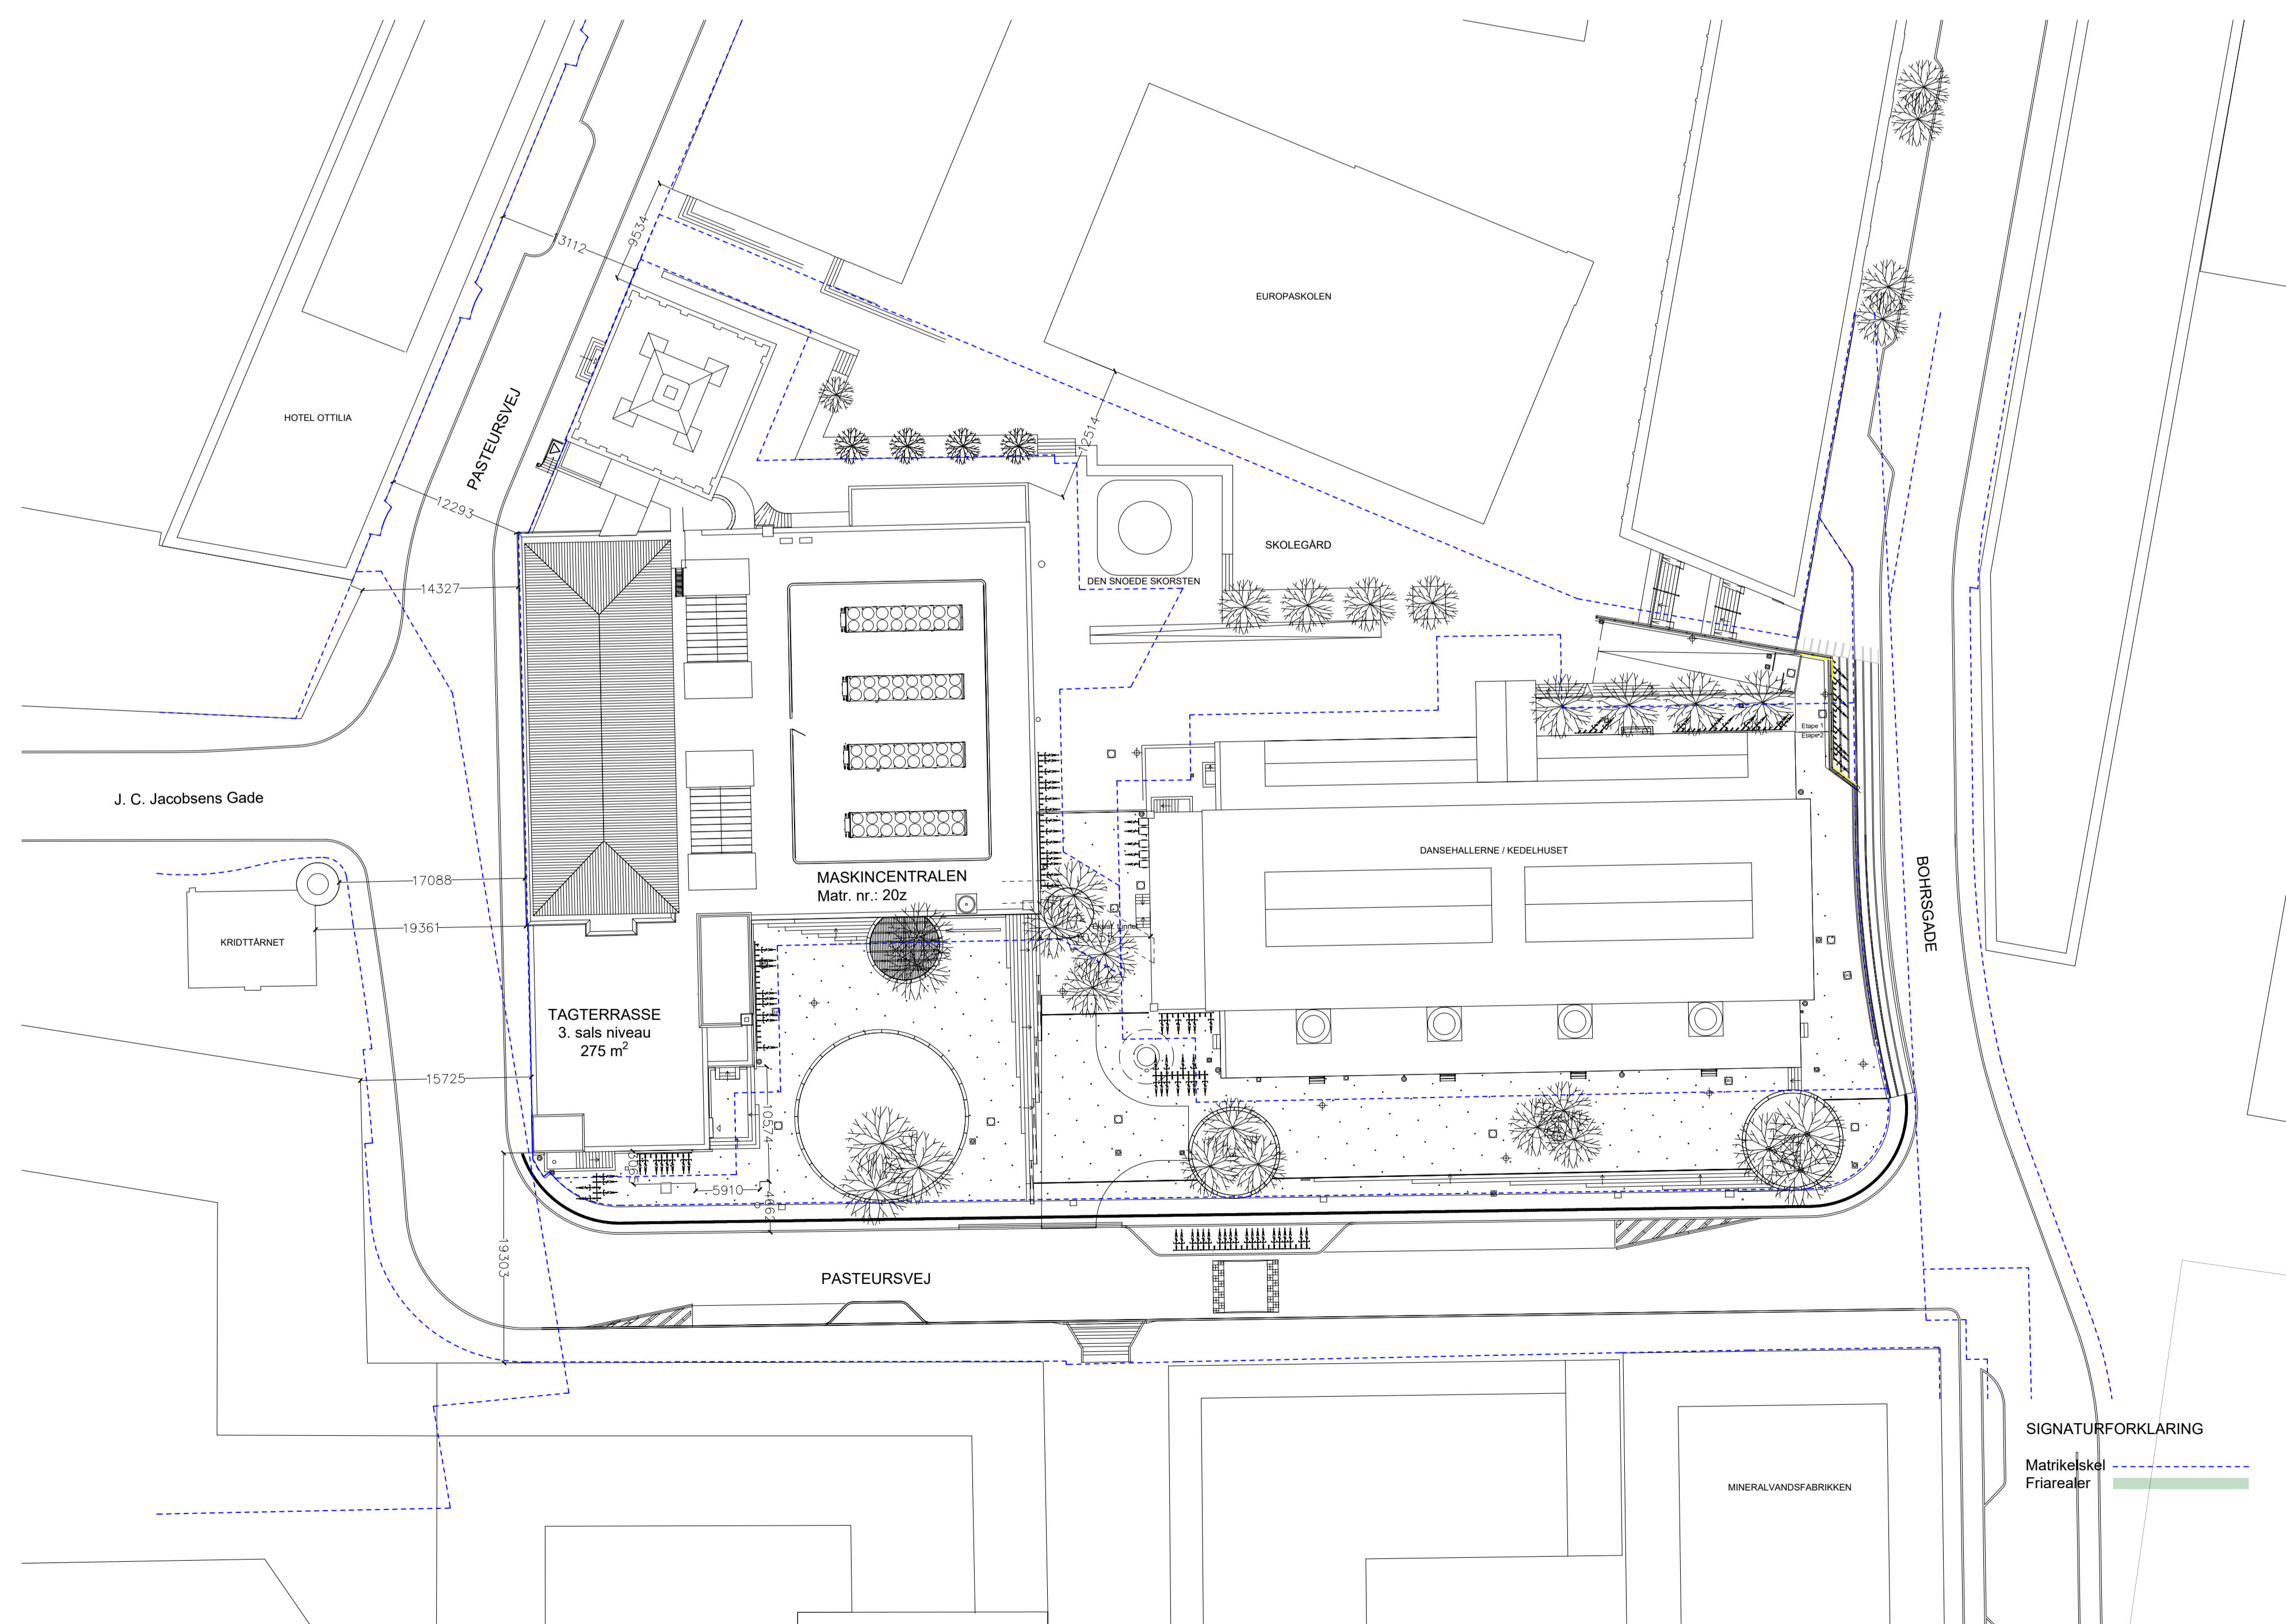 9534
13112
EUROPASKOLEN
HOTEL OTTILIA
PASTEURSVEJ
12514
12293
SKOLEGÅRD
DEN SNOEDE SKORSTEN
14327
Etape 1
Etape 2
J. C. Jacobsens Gade
DANSEHALLERNE / KEDELHUSET
MASKINCENTRALEN
Matr. nr.: 20z
17088
BOHRSGADE
19361
KRIDTTÅRNET
TAGTERRASSE
3. sals niveau
275 m²
15725
10574
5910
4662
19303
PASTEURSVEJ
SIGNATURFORKLARING
Matrikelskel
Friarealer
MINERALVANDSFABRIKKEN